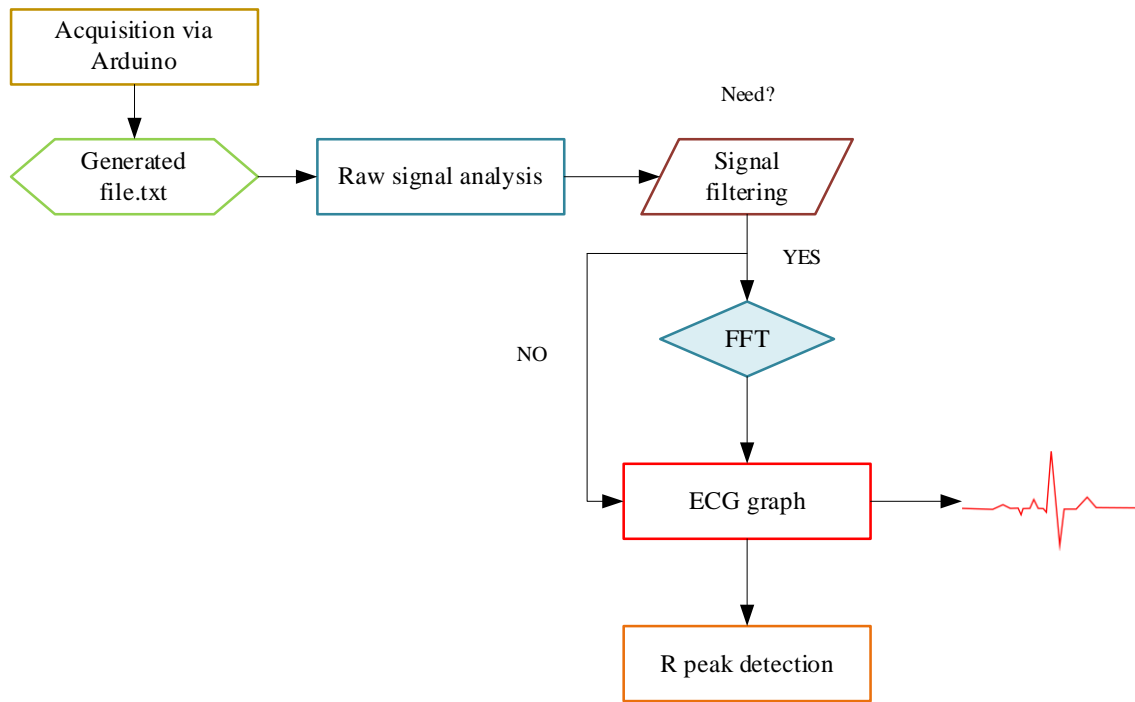 Acquisition via
Arduino
Need?
Generated
file.txt
Raw signal analysis
Signal
filtering
YES
NO
FFT
ECG graph
R peak detection